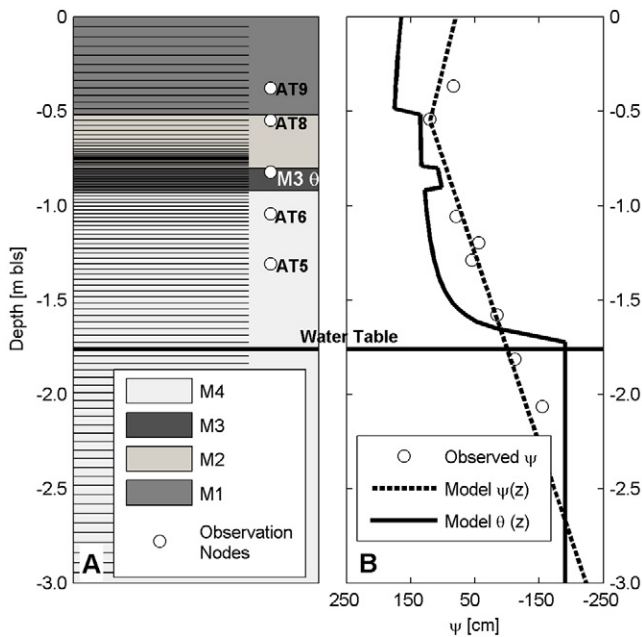 0
-0.5
-1.0
-1.5
-2.0
-2.5
-3.0
Depth [m bls]
AT9
AT8
M3 θ
AT6
AT5
Water Table
M4
M3
M2
M1
Observation
Nodes
A
0
-0.5
-1.0
-1.5
-2.0
-2.5
-3.0
Observed ψ
Model ψ(z)
Model θ (z)
B
250 150 50 -50 -150 -250
ψ [cm]